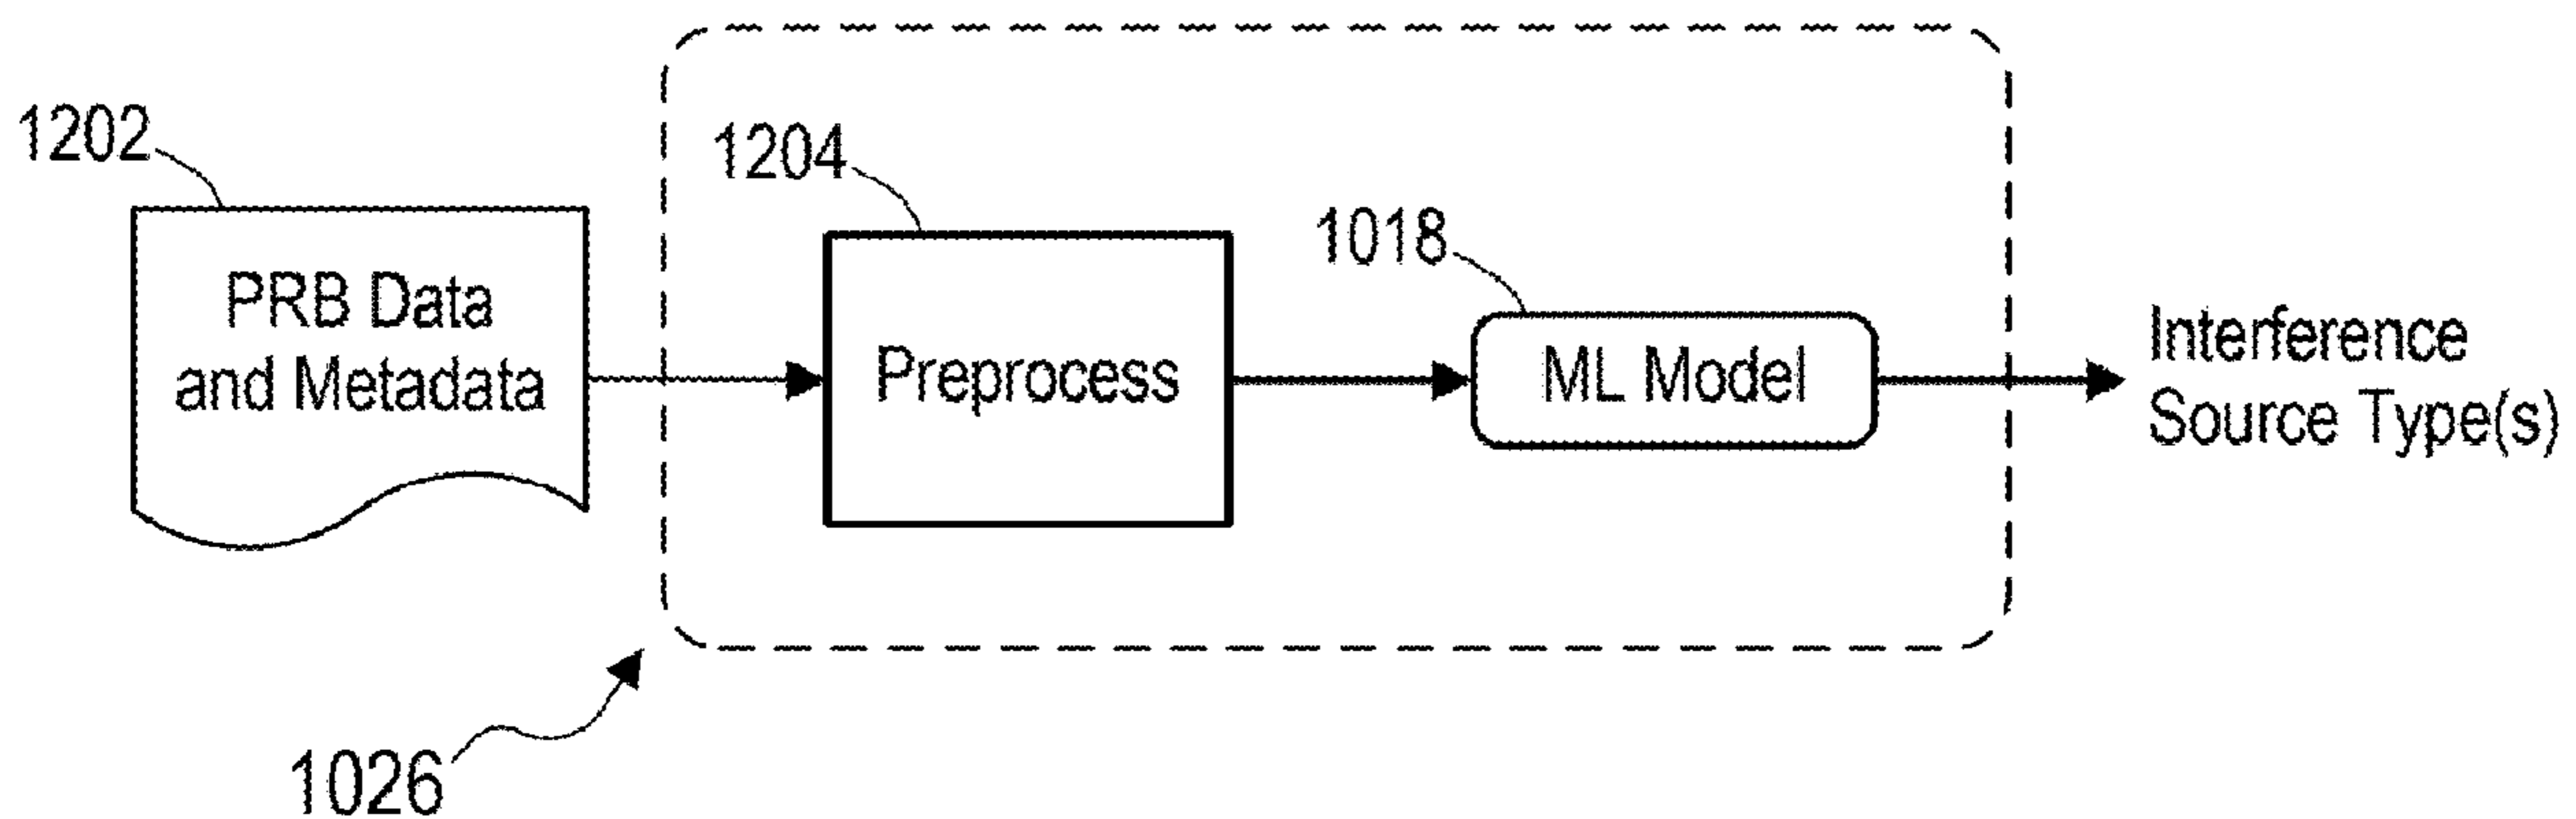 1202
PRB Data
and Metadata
1204
Preprocess
1018
ML Model
Interference
Source Type(s)
1026